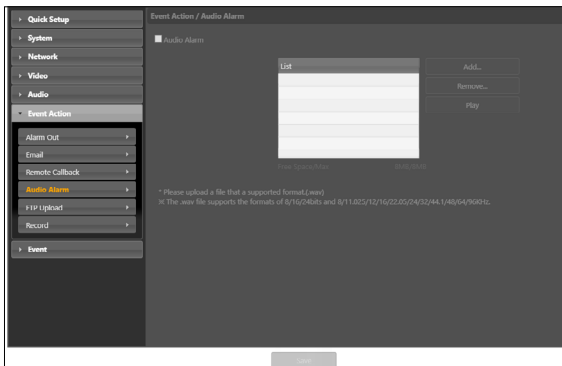 Quick Setup
System
Network
Video
Audio
Event Action
Alarm Out
Email
Remote Callback
Audio Alarm
FTP Upload
Record
Event
Event Action / Audio Alarm
Audio Alarm
List
Add...
Remove...
Play
* Please upload a file that a supported format.(.wav)
※ The .wav file supports the formats of 8/16/24bits and 8/11.025/12/16/22.05/24/32/44.1/48/64/96KHz.